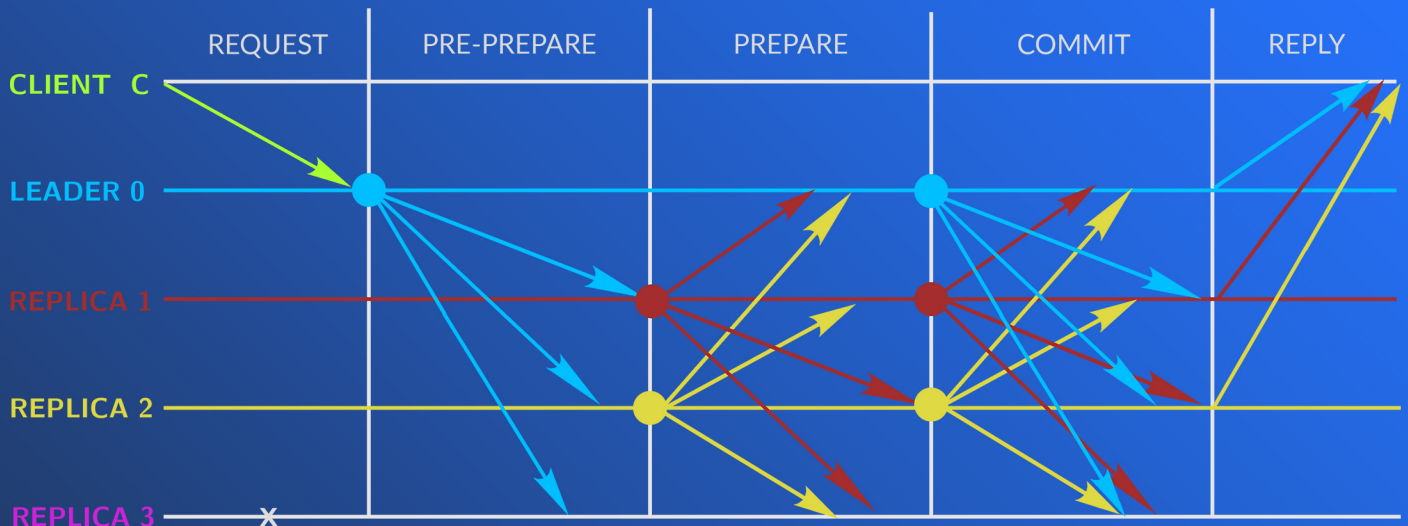 REQUEST PRE-PREPARE PREPARE COMMIT REPLY
CLIENT C
LEADER 0
REPLICA 1
REPLICA 2
REPLICA 3 X